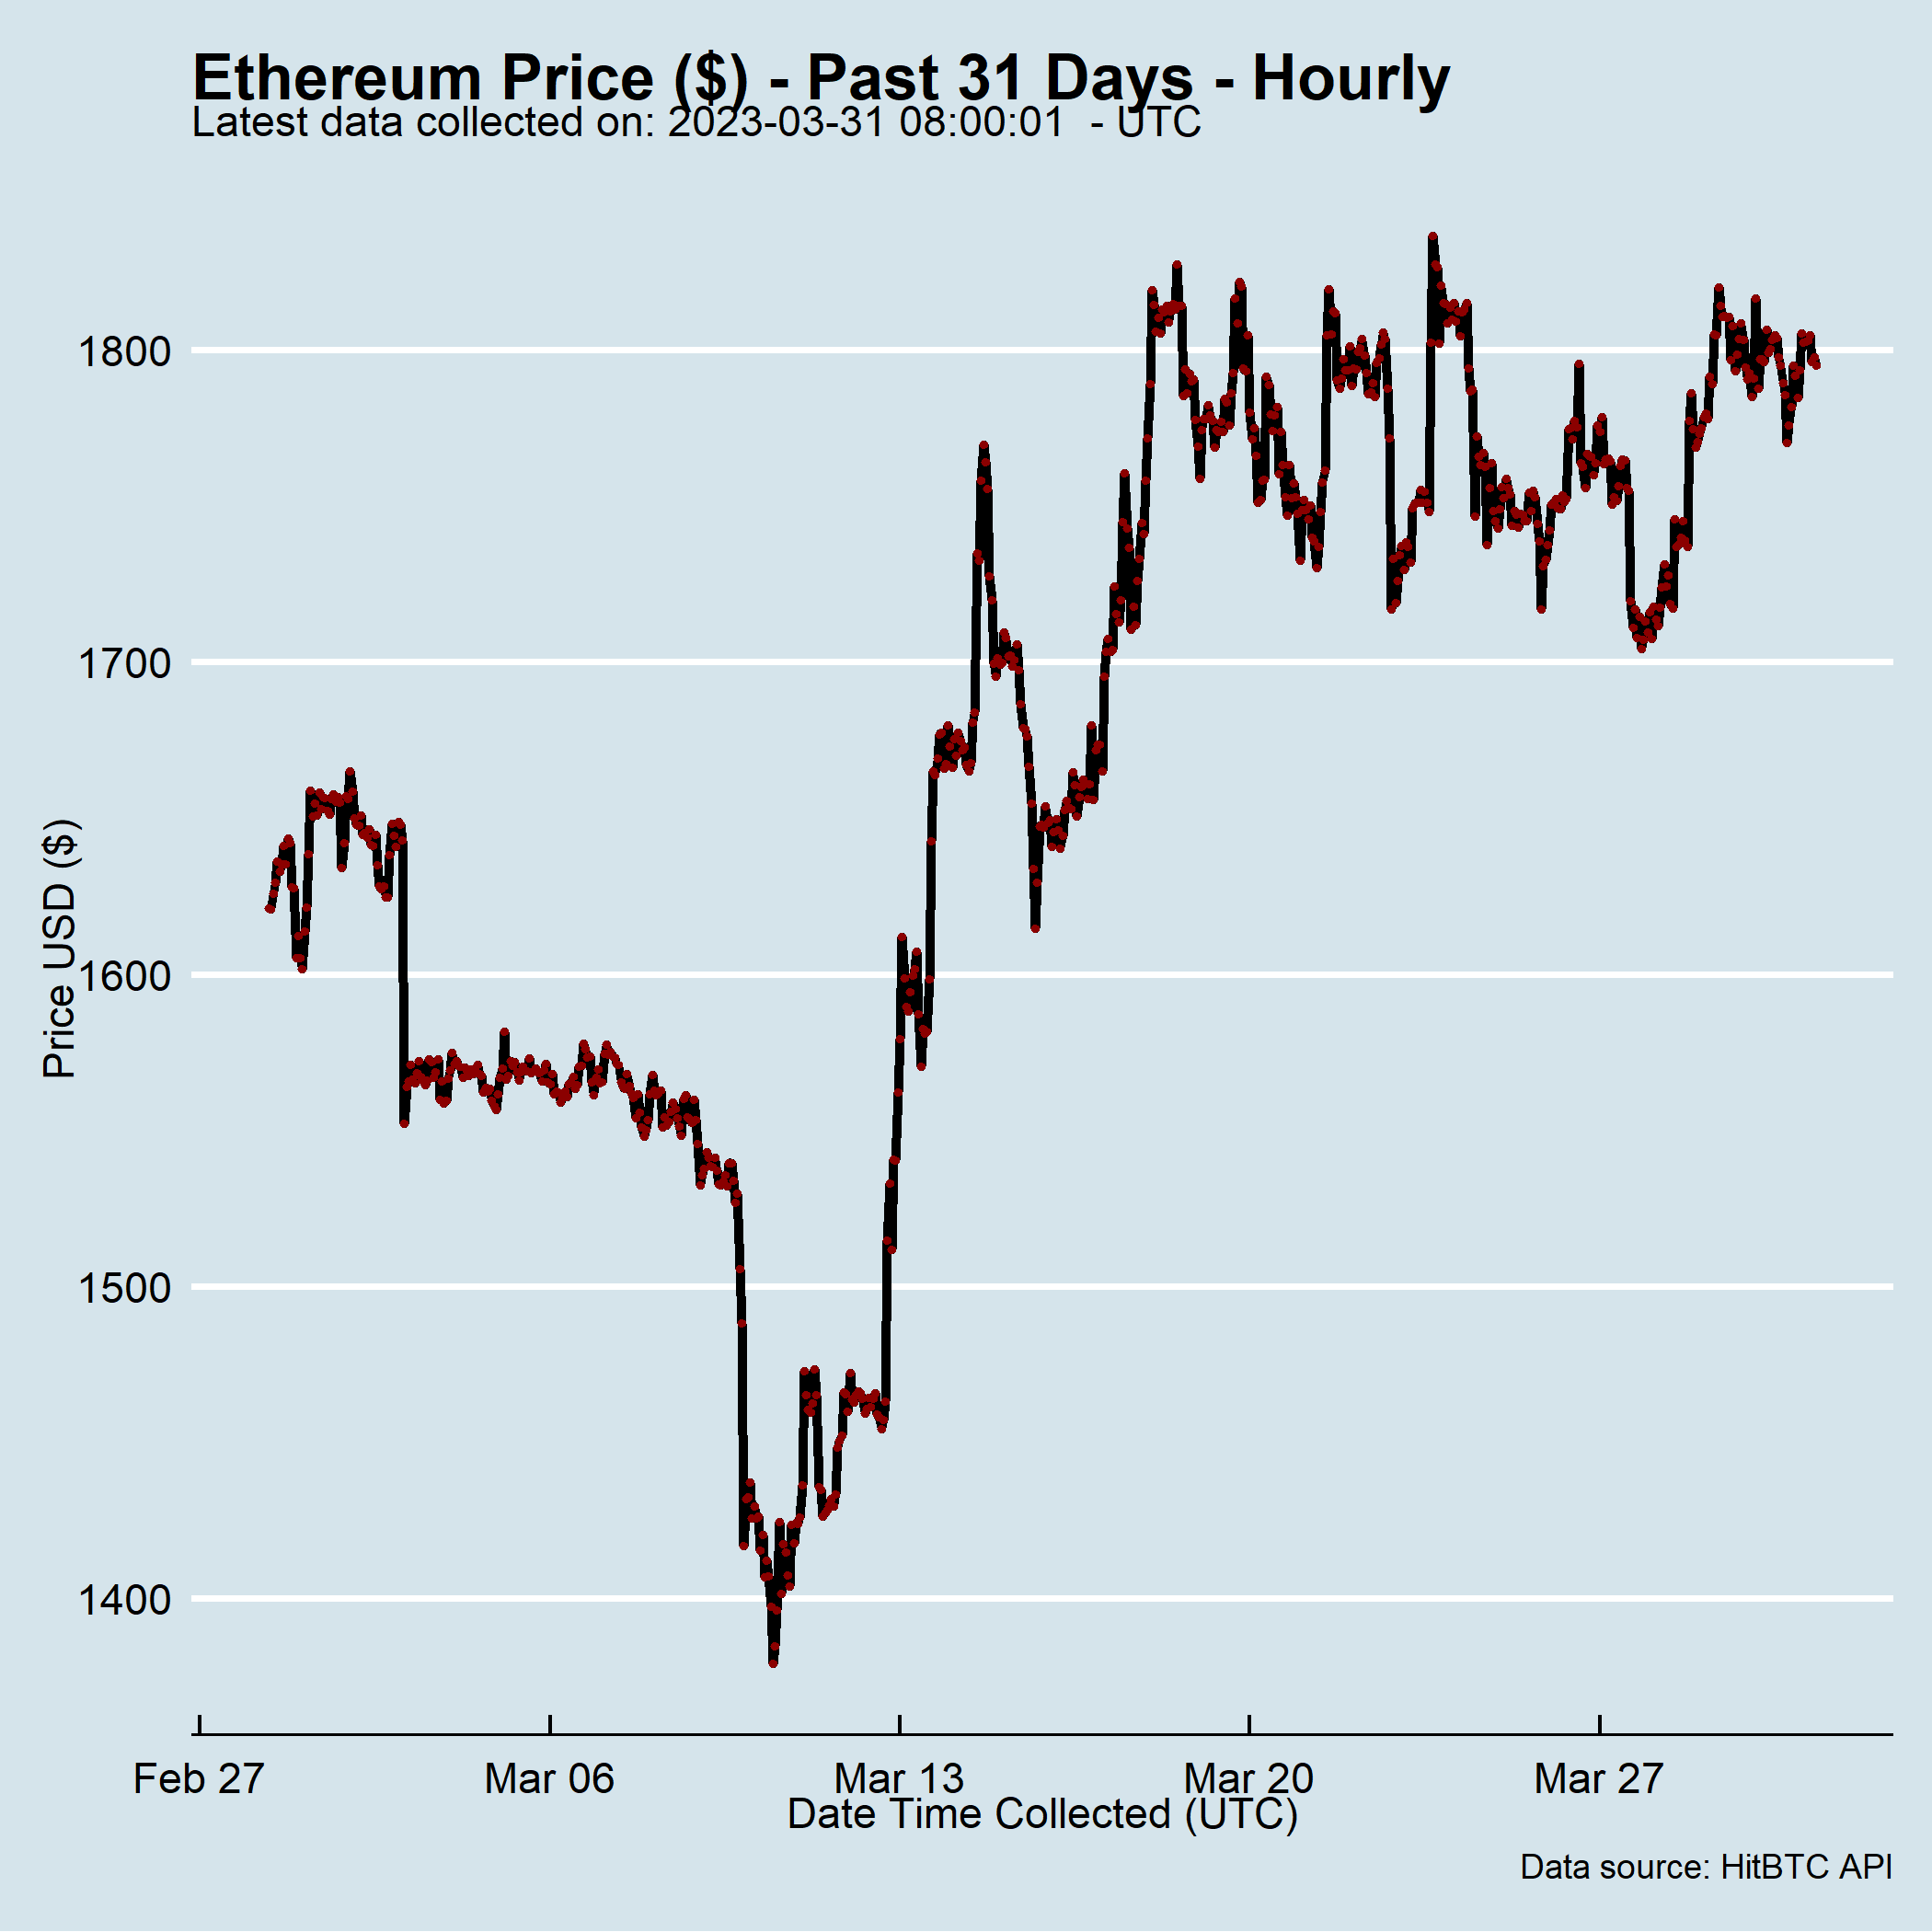 Ethereum Price ($) - Past 31 Days - Hourly
Latest data collected on: 2023-03-31 08:00:01  - UTC
Price USD ($)
1800
1700
1600
1500
1400
Feb 27
Mar 06
Mar 13
Mar 20
Mar 27
Date Time Collected (UTC)
Data source: HitBTC API